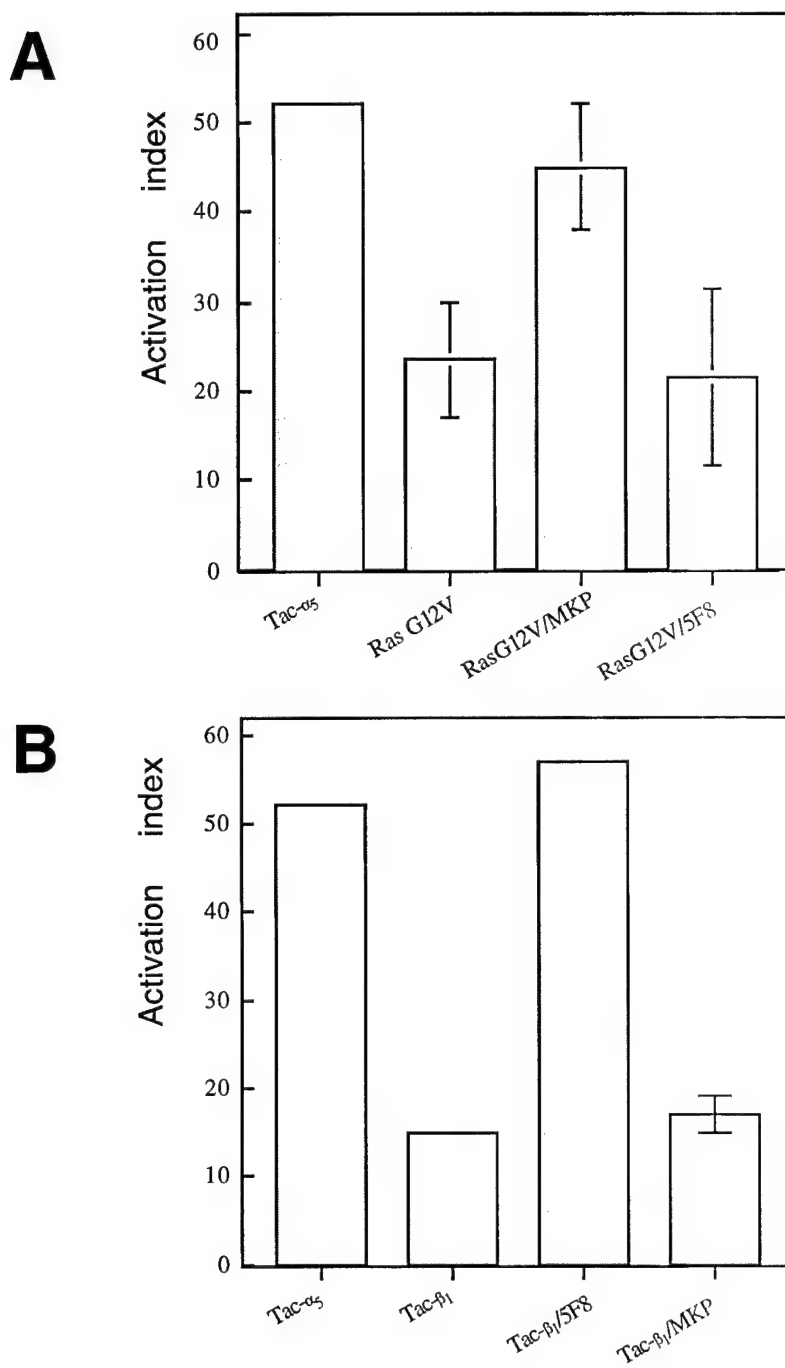 A
Activation index
60
50
40
30
20
10
0
Tac-α5
Ras G12V
RasG12V/MKP
RasG12V/5F8
B
Activation index
60
50
40
30
20
10
0
Tac-α5
Tac-β1
Tac-β1/5F8
Tac-β1/MKP